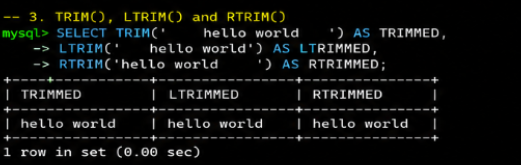 -- 3. TRIM(), LTRIM() and RTRIM()
mysql> SELECT TRIM('    hello world    ') AS TRIMMED,
    -> LTRIM('    hello world') AS LTRIMMED,
    -> RTRIM('hello world    ') AS RTRIMMED;
+-------------+-------------+-------------+
| TRIMMED     | LTRIMMED    | RTRIMMED    |
+-------------+-------------+-------------+
| hello world | hello world | hello world |
+-------------+-------------+-------------+
1 row in set (0.00 sec)